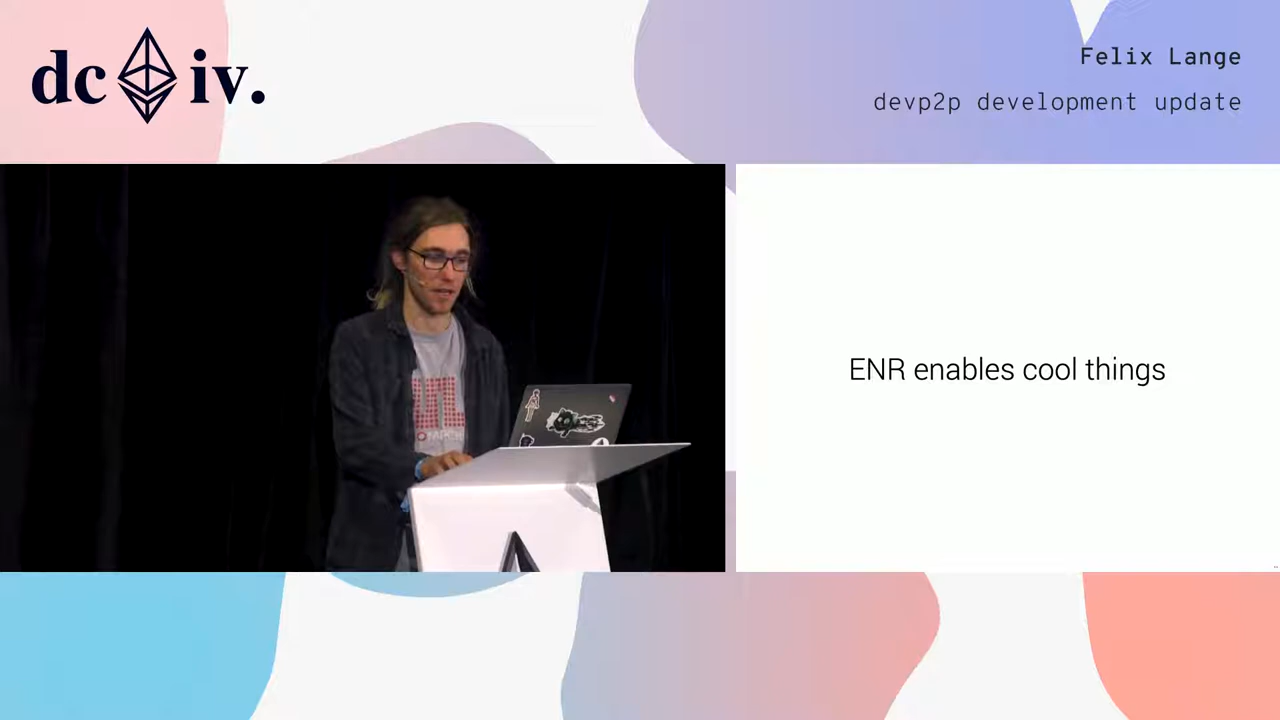 dc iv.
Felix Lange
devp2p development update
ENR enables cool things